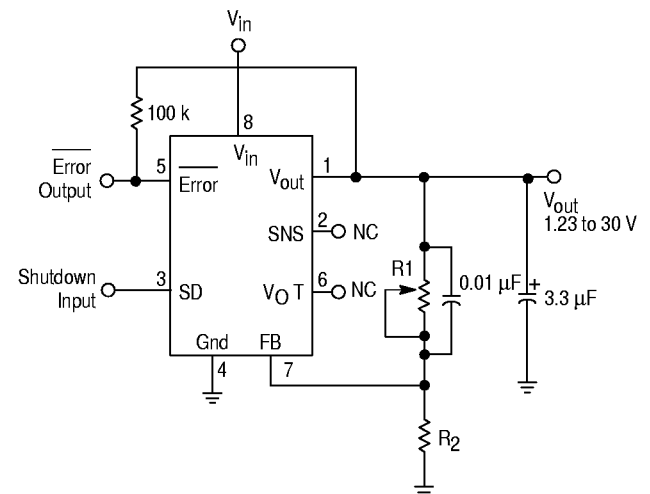 Vin
100 k
8
Vin
Error
Output
5
Error
1
Vout
Vout
1.23 to 30 V
2
SNS
NC
Shutdown
Input
3
SD
6
VO T
NC
R1
0.01 µF
+
3.3 µF
Gnd
FB
4
7
R2